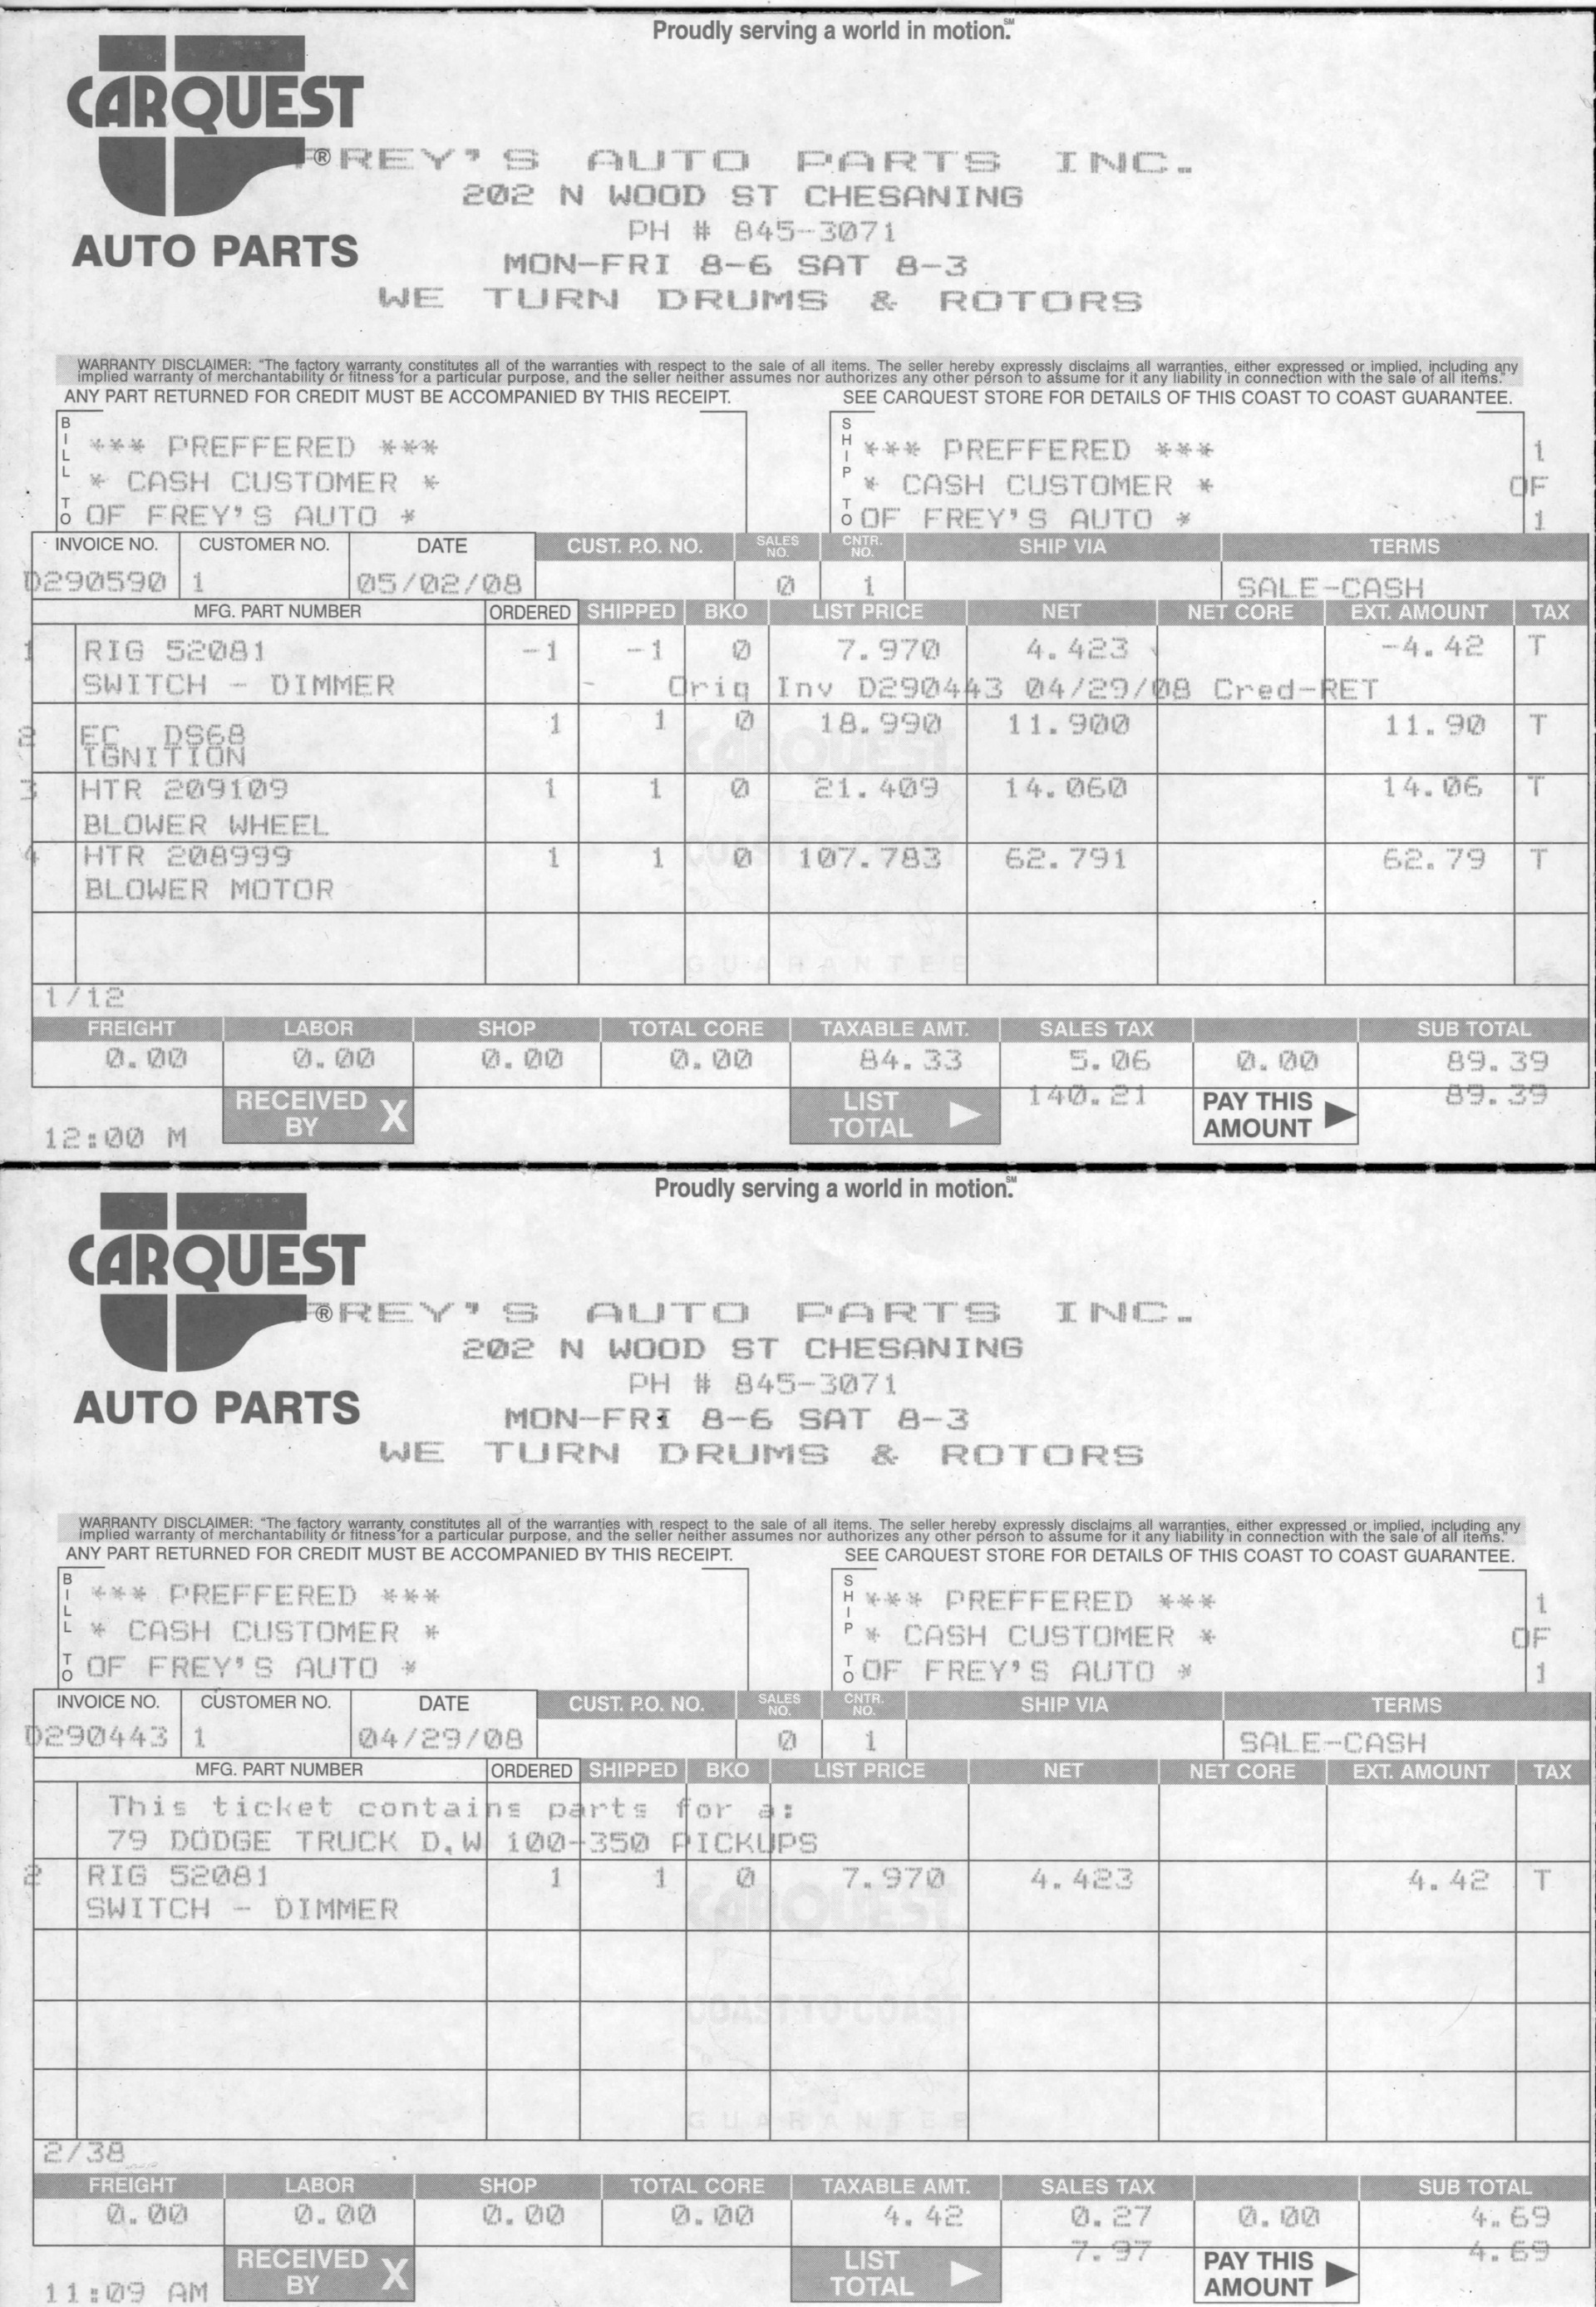 Proudly serving a world in motion.℠
CARQUEST
®REY'S AUTO PARTS INC.
202 N WOOD ST CHESANING
PH # 845-3071
AUTO PARTS
MON-FRI 8-6 SAT 8-3
WE TURN DRUMS & ROTORS
WARRANTY DISCLAIMER: "The factory warranty constitutes all of the warranties with respect to the sale of all items. The seller hereby expressly disclaims all warranties, either expressed or implied, including any
implied warranty of merchantability or fitness for a particular purpose, and the seller neither assumes nor authorizes any other person to assume for it any liability in connection with the sale of all items."
ANY PART RETURNED FOR CREDIT MUST BE ACCOMPANIED BY THIS RECEIPT. SEE CARQUEST STORE FOR DETAILS OF THIS COAST TO COAST GUARANTEE.
BILL TO SHIP TO
*** PREFFERED *** *** PREFFERED *** 1
* CASH CUSTOMER * * CASH CUSTOMER * OF
OF FREY'S AUTO * OF FREY'S AUTO * 1
INVOICE NO. CUSTOMER NO. DATE CUST. P.O. NO. SALES NO. CNTR. NO. SHIP VIA TERMS
D290590 1 05/02/08 0 1 SALE-CASH
MFG. PART NUMBER ORDERED SHIPPED BKO LIST PRICE NET NET CORE EXT. AMOUNT TAX
1 RIG 52081 -1 -1 0 7.970 4.423 -4.42 T
SWITCH - DIMMER - Orig Inv D290443 04/29/08 Cred-RET
2 EC DS68 1 1 0 18.990 11.900 11.90 T
IGNITION
3 HTR 209109 1 1 0 21.409 14.060 14.06 T
BLOWER WHEEL
4 HTR 208999 1 1 0 107.783 62.791 62.79 T
BLOWER MOTOR
GUARANTEE
1/12
FREIGHT LABOR SHOP TOTAL CORE TAXABLE AMT. SALES TAX SUB TOTAL
0.00 0.00 0.00 0.00 84.33 5.06 0.00 89.39
RECEIVED BY X LIST TOTAL 140.21 PAY THIS AMOUNT 89.39
12:00 M
Proudly serving a world in motion.℠
CARQUEST
®REY'S AUTO PARTS INC.
202 N WOOD ST CHESANING
PH # 845-3071
AUTO PARTS
MON-FRI 8-6 SAT 8-3
WE TURN DRUMS & ROTORS
WARRANTY DISCLAIMER: "The factory warranty constitutes all of the warranties with respect to the sale of all items. The seller hereby expressly disclaims all warranties, either expressed or implied, including any
implied warranty of merchantability or fitness for a particular purpose, and the seller neither assumes nor authorizes any other person to assume for it any liability in connection with the sale of all items."
ANY PART RETURNED FOR CREDIT MUST BE ACCOMPANIED BY THIS RECEIPT. SEE CARQUEST STORE FOR DETAILS OF THIS COAST TO COAST GUARANTEE.
BILL TO SHIP TO
*** PREFFERED *** *** PREFFERED *** 1
* CASH CUSTOMER * * CASH CUSTOMER * OF
OF FREY'S AUTO * OF FREY'S AUTO * 1
INVOICE NO. CUSTOMER NO. DATE CUST. P.O. NO. SALES NO. CNTR. NO. SHIP VIA TERMS
D290443 1 04/29/08 0 1 SALE-CASH
MFG. PART NUMBER ORDERED SHIPPED BKO LIST PRICE NET NET CORE EXT. AMOUNT TAX
This ticket contains parts for a:
79 DODGE TRUCK D,W 100-350 PICKUPS
2 RIG 52081 1 1 0 7.970 4.423 4.42 T
SWITCH - DIMMER
CARQUEST
COAST TO COAST
GUARANTEE
2/38
FREIGHT LABOR SHOP TOTAL CORE TAXABLE AMT. SALES TAX SUB TOTAL
0.00 0.00 0.00 0.00 4.42 0.27 0.00 4.69
RECEIVED BY X LIST TOTAL 7.97 PAY THIS AMOUNT 4.69
11:09 AM